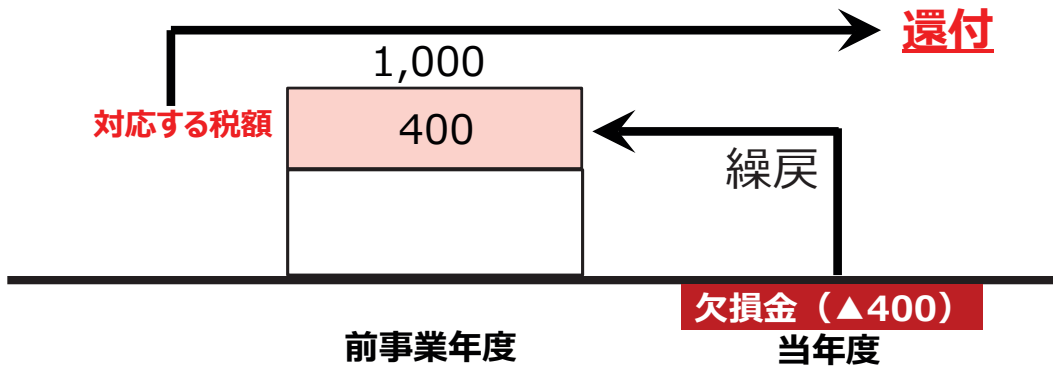 還付
1,000
対応する税額
400
繰戻
欠損金（▲400）
前事業年度
当年度